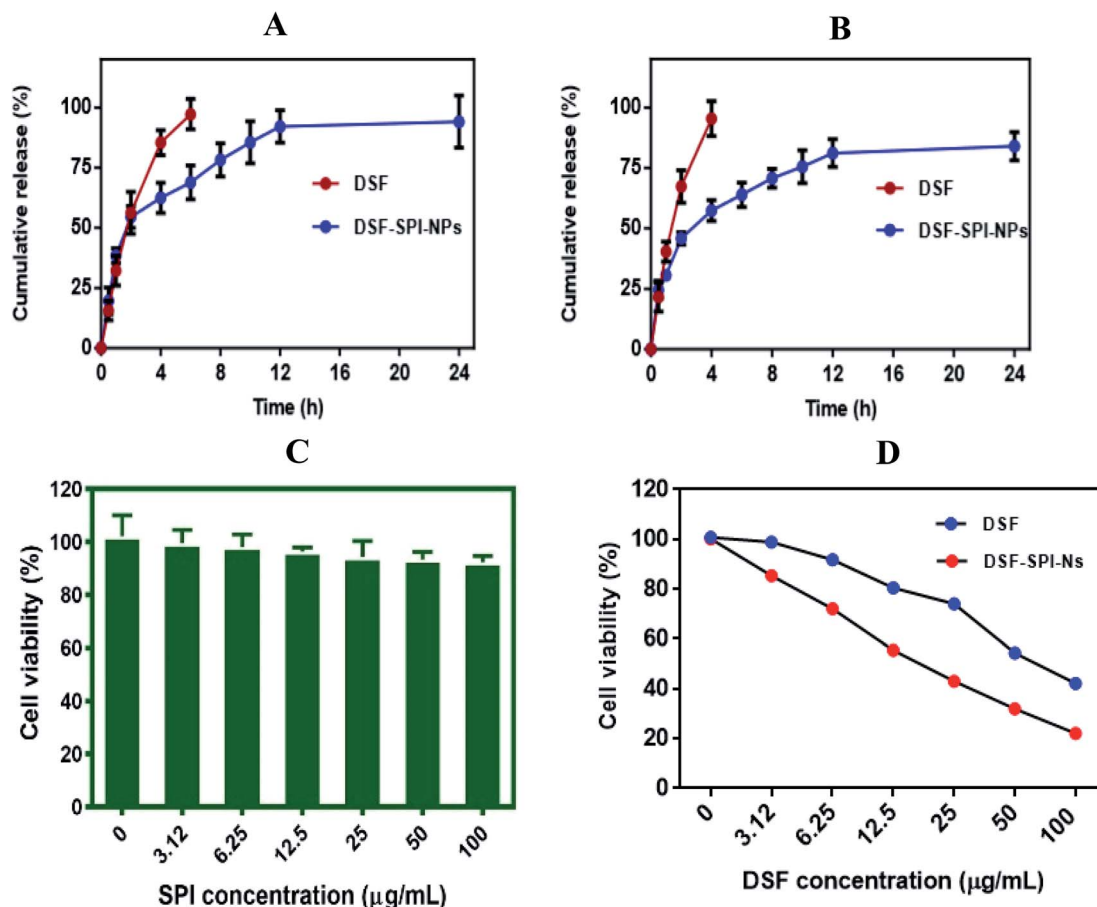 A
Cumulative release (%)
100
75
50
25
0
DSF
DSF-SPI-NPs
0 4 8 12 16 20 24
Time (h)
B
Cumulative release (%)
100
75
50
25
0
DSF
DSF-SPI-NPs
0 4 8 12 16 20 24
Time (h)
C
Cell viability (%)
120
100
80
60
40
20
0
0 3.12 6.25 12.5 25 50 100
SPI concentration (μg/mL)
D
Cell viability (%)
120
100
80
60
40
20
0
DSF
DSF-SPI-Ns
0 3.12 6.25 12.5 25 50 100
DSF concentration (μg/mL)